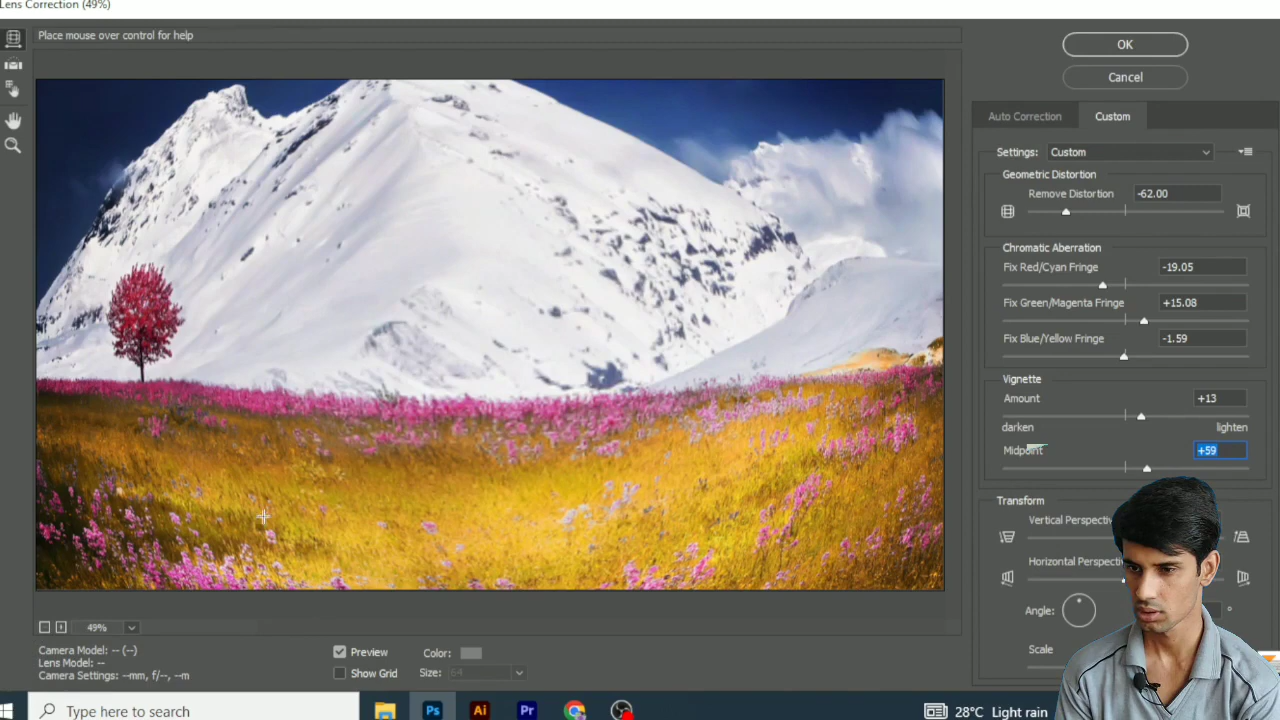 Lens Correction (49%)
Place mouse over control for help
OK
Cancel
Auto Correction
Custom
Settings: Custom
Geometric Distortion
Remove Distortion -62.00
Chromatic Aberration
Fix Red/Cyan Fringe -19.05
Fix Green/Magenta Fringe +15.08
Fix Blue/Yellow Fringe -1.59
Vignette
Amount +13
darken lighten
Midpoint +59
Transform
Vertical
Horizontal
Angle: °
Scale
49%
Camera Model: -- (--)
Lens Model: --
Camera Settings: --mm, f/--, --m
Preview
Color:
Show Grid
Size: 64
Type here to search
Ps
Ai
Pr
28°C Light rain